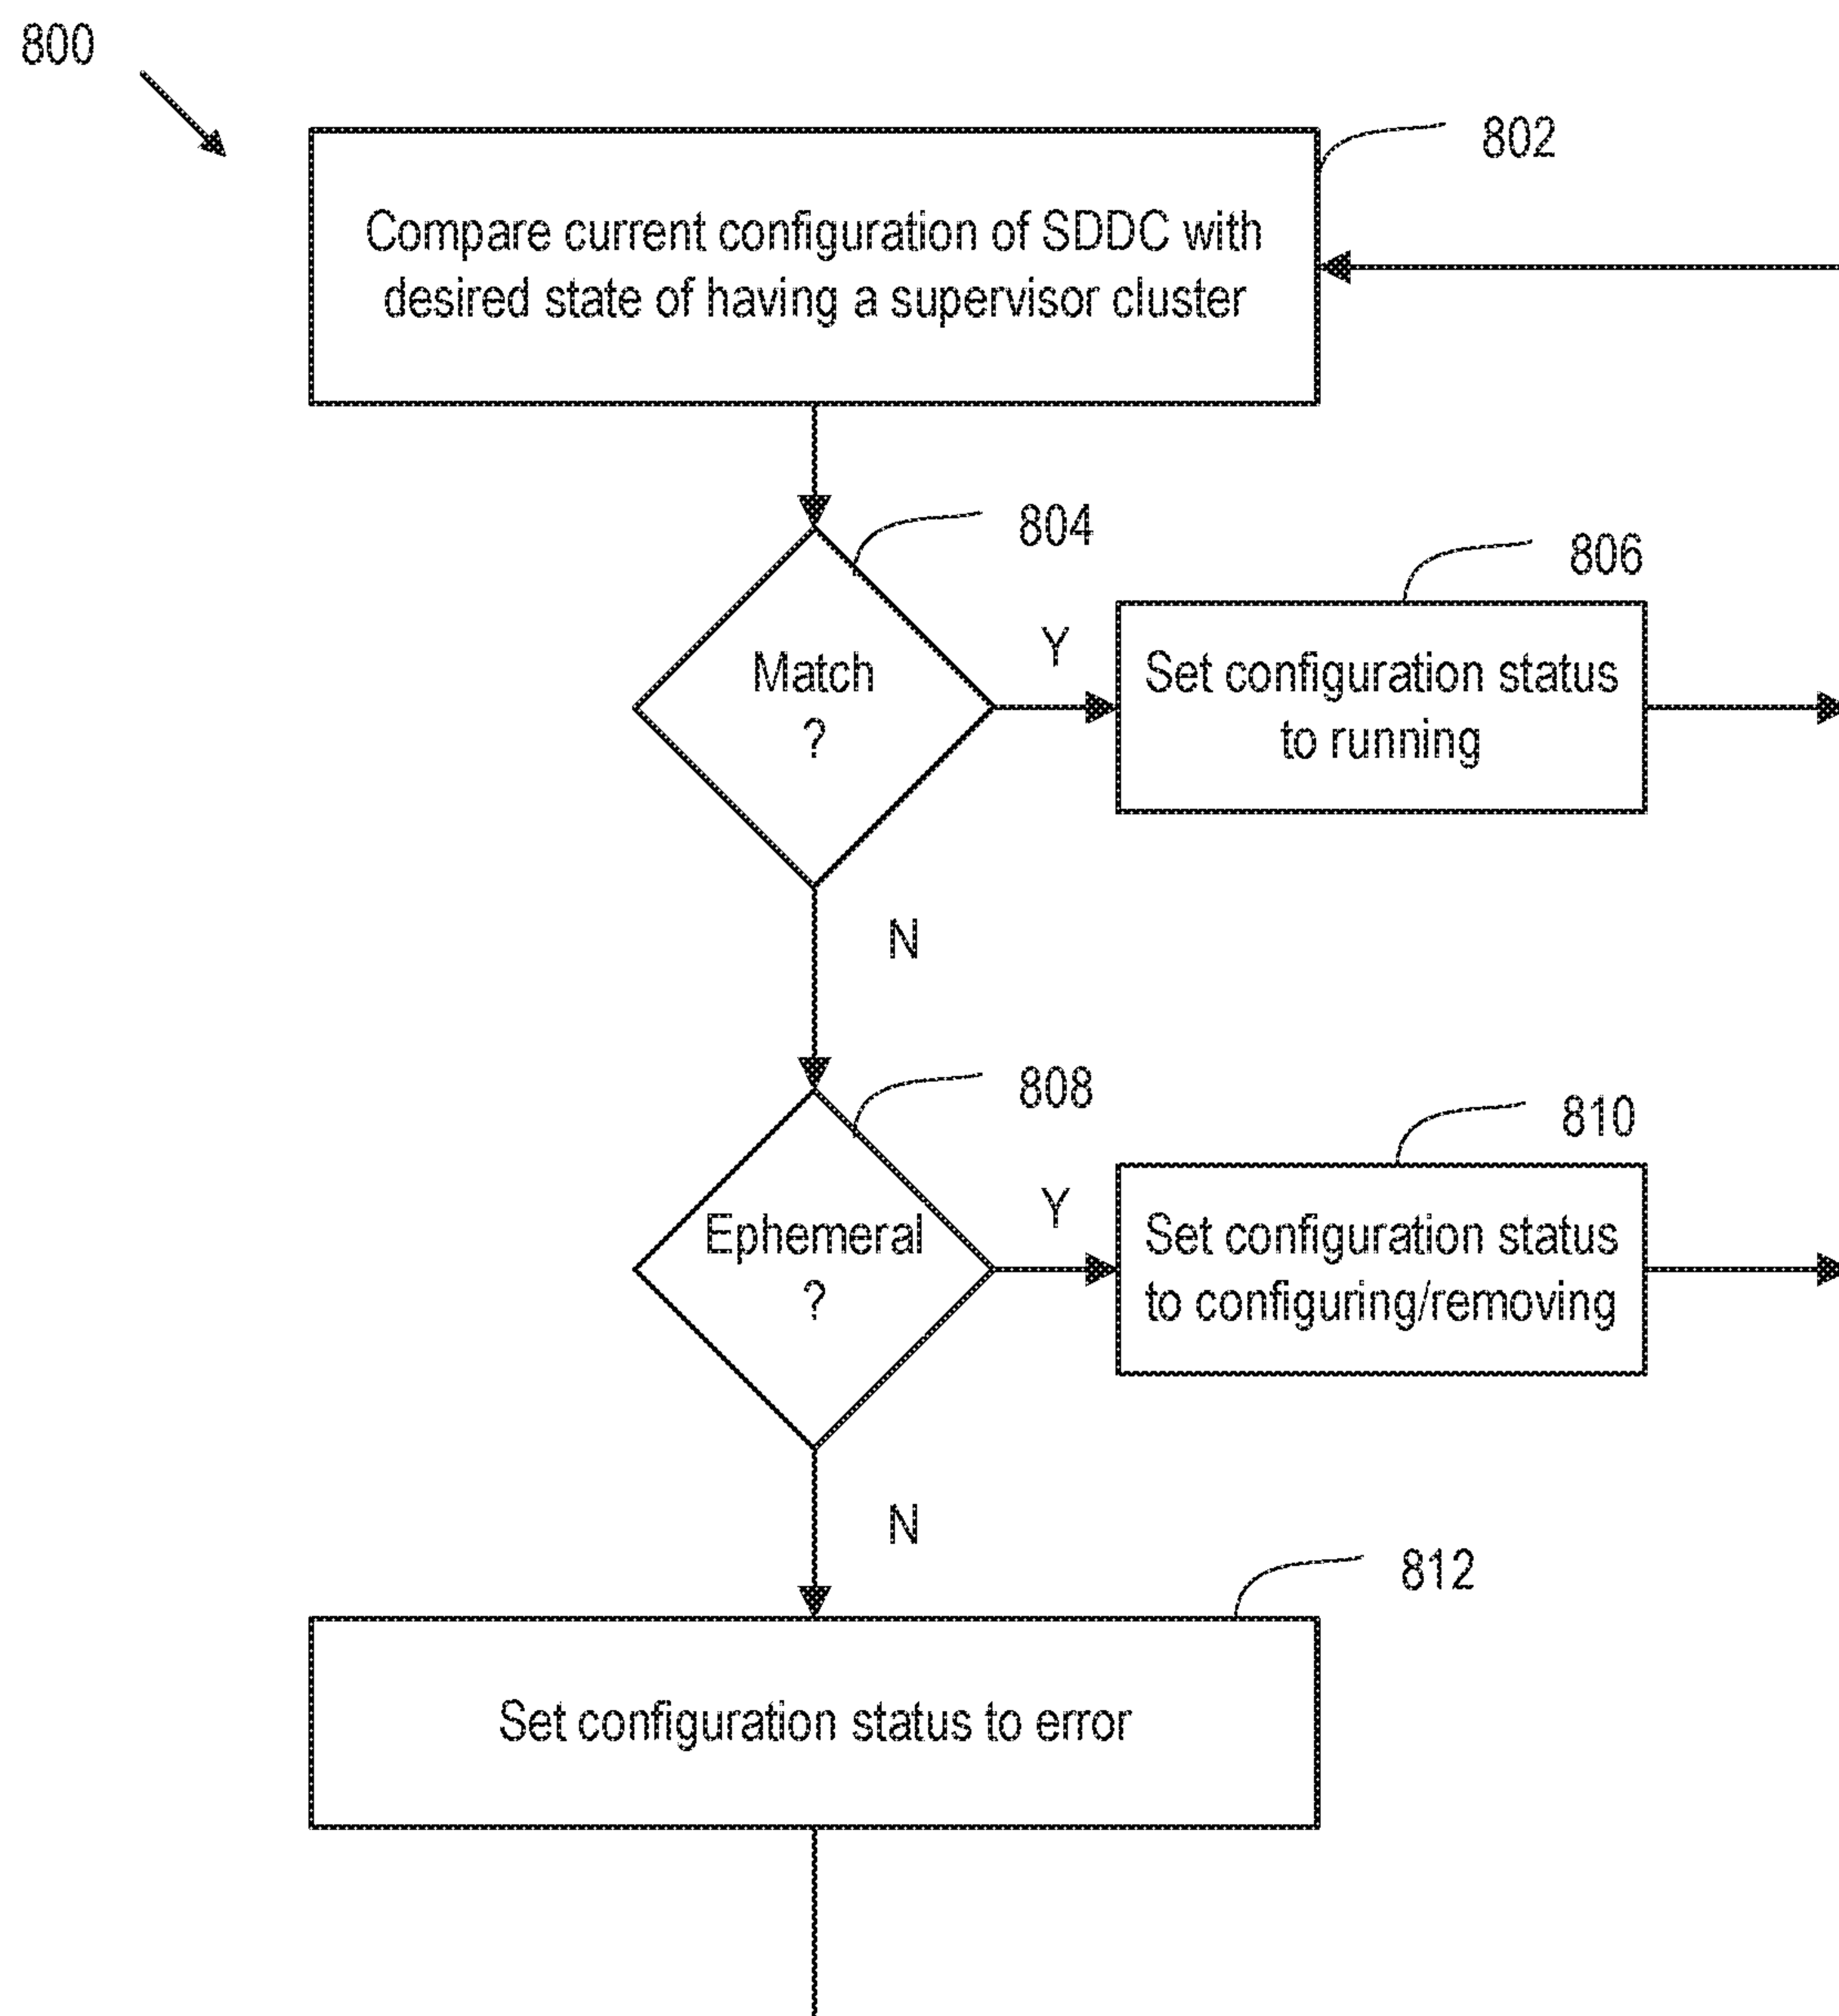 800
802
Compare current configuration of SDDC with
desired state of having a supervisor cluster
804
806
Match
?
Y
Set configuration status
to running
N
808
810
Ephemeral
?
Y
Set configuration status
to configuring/removing
N
812
Set configuration status to error